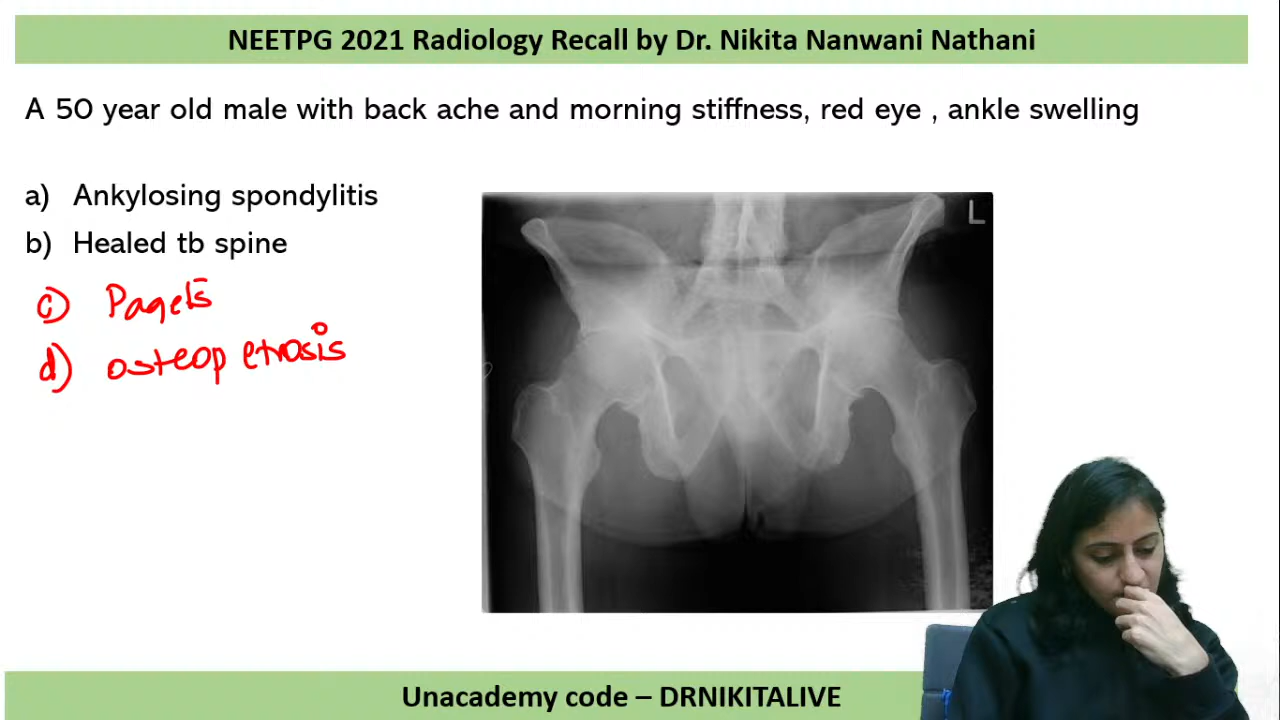 NEETPG 2021 Radiology Recall by Dr. Nikita Nanwani Nathani
A 50 year old male with back ache and morning stiffness, red eye , ankle swelling
a) Ankylosing spondylitis
b) Healed tb spine
c) Pagets
d) osteopetrosis
L
Unacademy code – DRNIKITALIVE